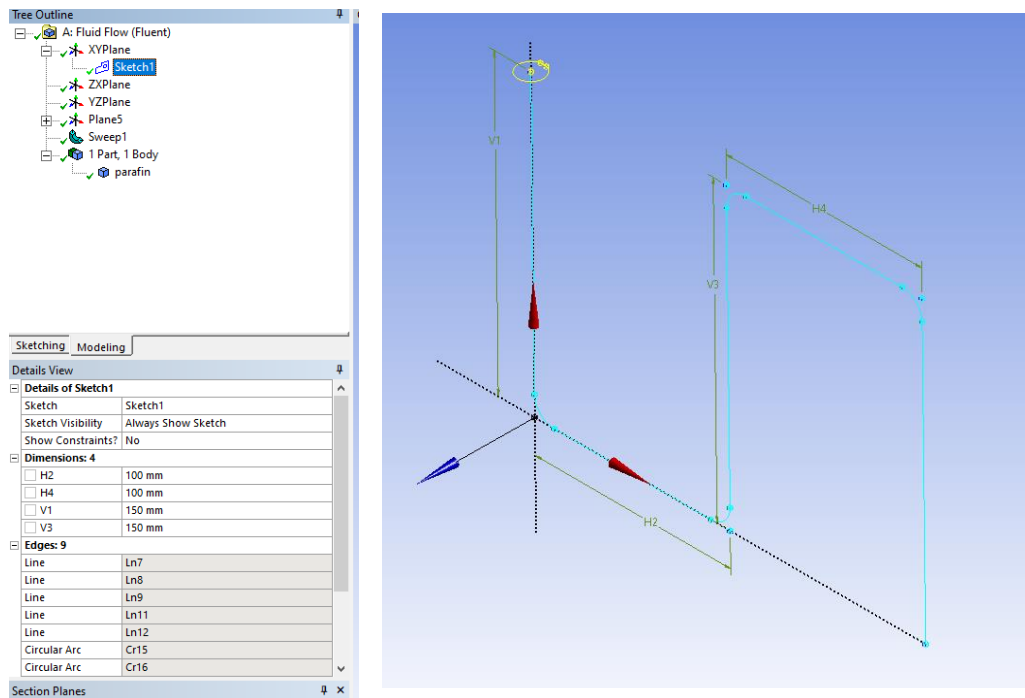 Tree Outline
A: Fluid Flow (Fluent)
XYPlane
Sketch1
ZXPlane
YZPlane
Plane5
Sweep1
1 Part, 1 Body
parafin
Sketching Modeling
Details View
Details of Sketch1
Sketch Sketch1
Sketch Visibility Always Show Sketch
Show Constraints? No
Dimensions: 4
H2 100 mm
H4 100 mm
V1 150 mm
V3 150 mm
Edges: 9
Line Ln7
Line Ln8
Line Ln9
Line Ln11
Line Ln12
Circular Arc Cr15
Circular Arc Cr16
Section Planes
V1
H4
V3
H2